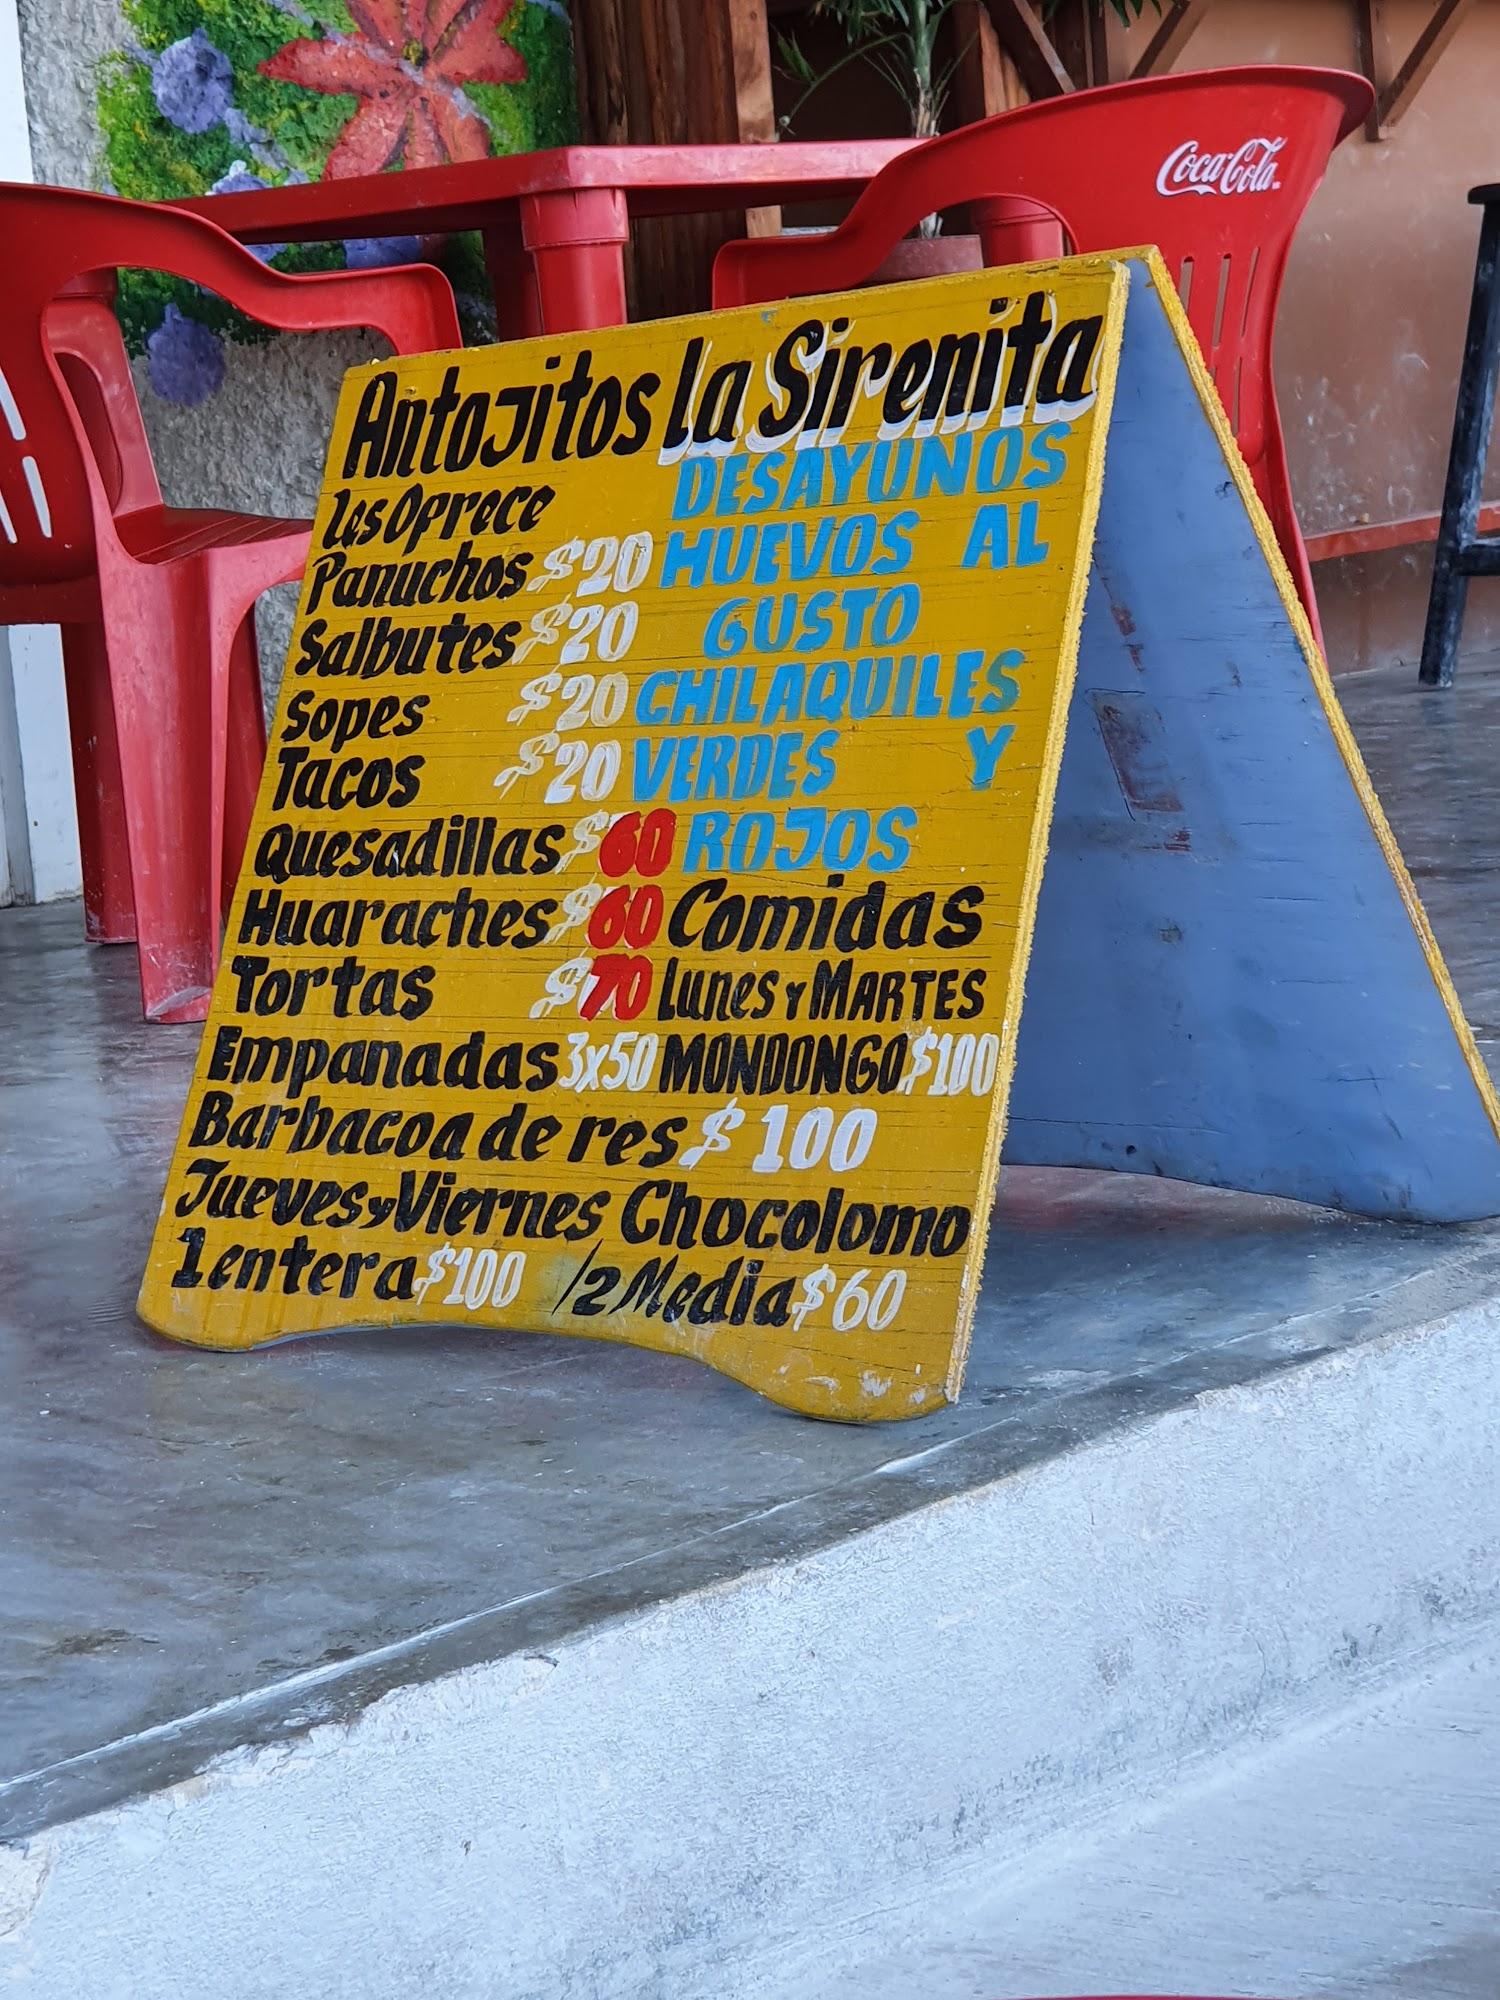 Coca-Cola
Antojitos La Sirenita
Les Ofrece
Panuchos $20
Salbutes $20
Sopes $20
Tacos $20
Quesadillas $60
Huaraches $60
Tortas $70
Empanadas 3x50
DESAYUNOS
HUEVOS AL
GUSTO
CHILAQUILES
VERDES Y
ROJOS
Comidas
Lunes y MARTES
MONDONGO $100
Barbacoa de res $100
Jueves y Viernes Chocolomo
1 entera $100 1/2 Media $60